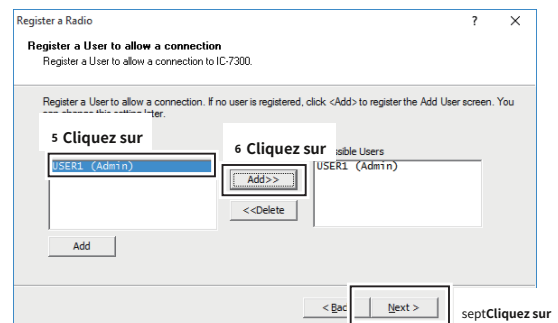 Register a Radio ? ×
Register a User to allow a connection
Register a User to allow a connection to IC-7300.
Register a User to allow a connection. If no user is registered, click <Add> to register the Add User screen. You
later.
5 Cliquez sur
6 Cliquez sur
Users
USER1 (Admin)
USER1 (Admin)
Add>>
<<Delete
Add
Next >
septCliquez sur